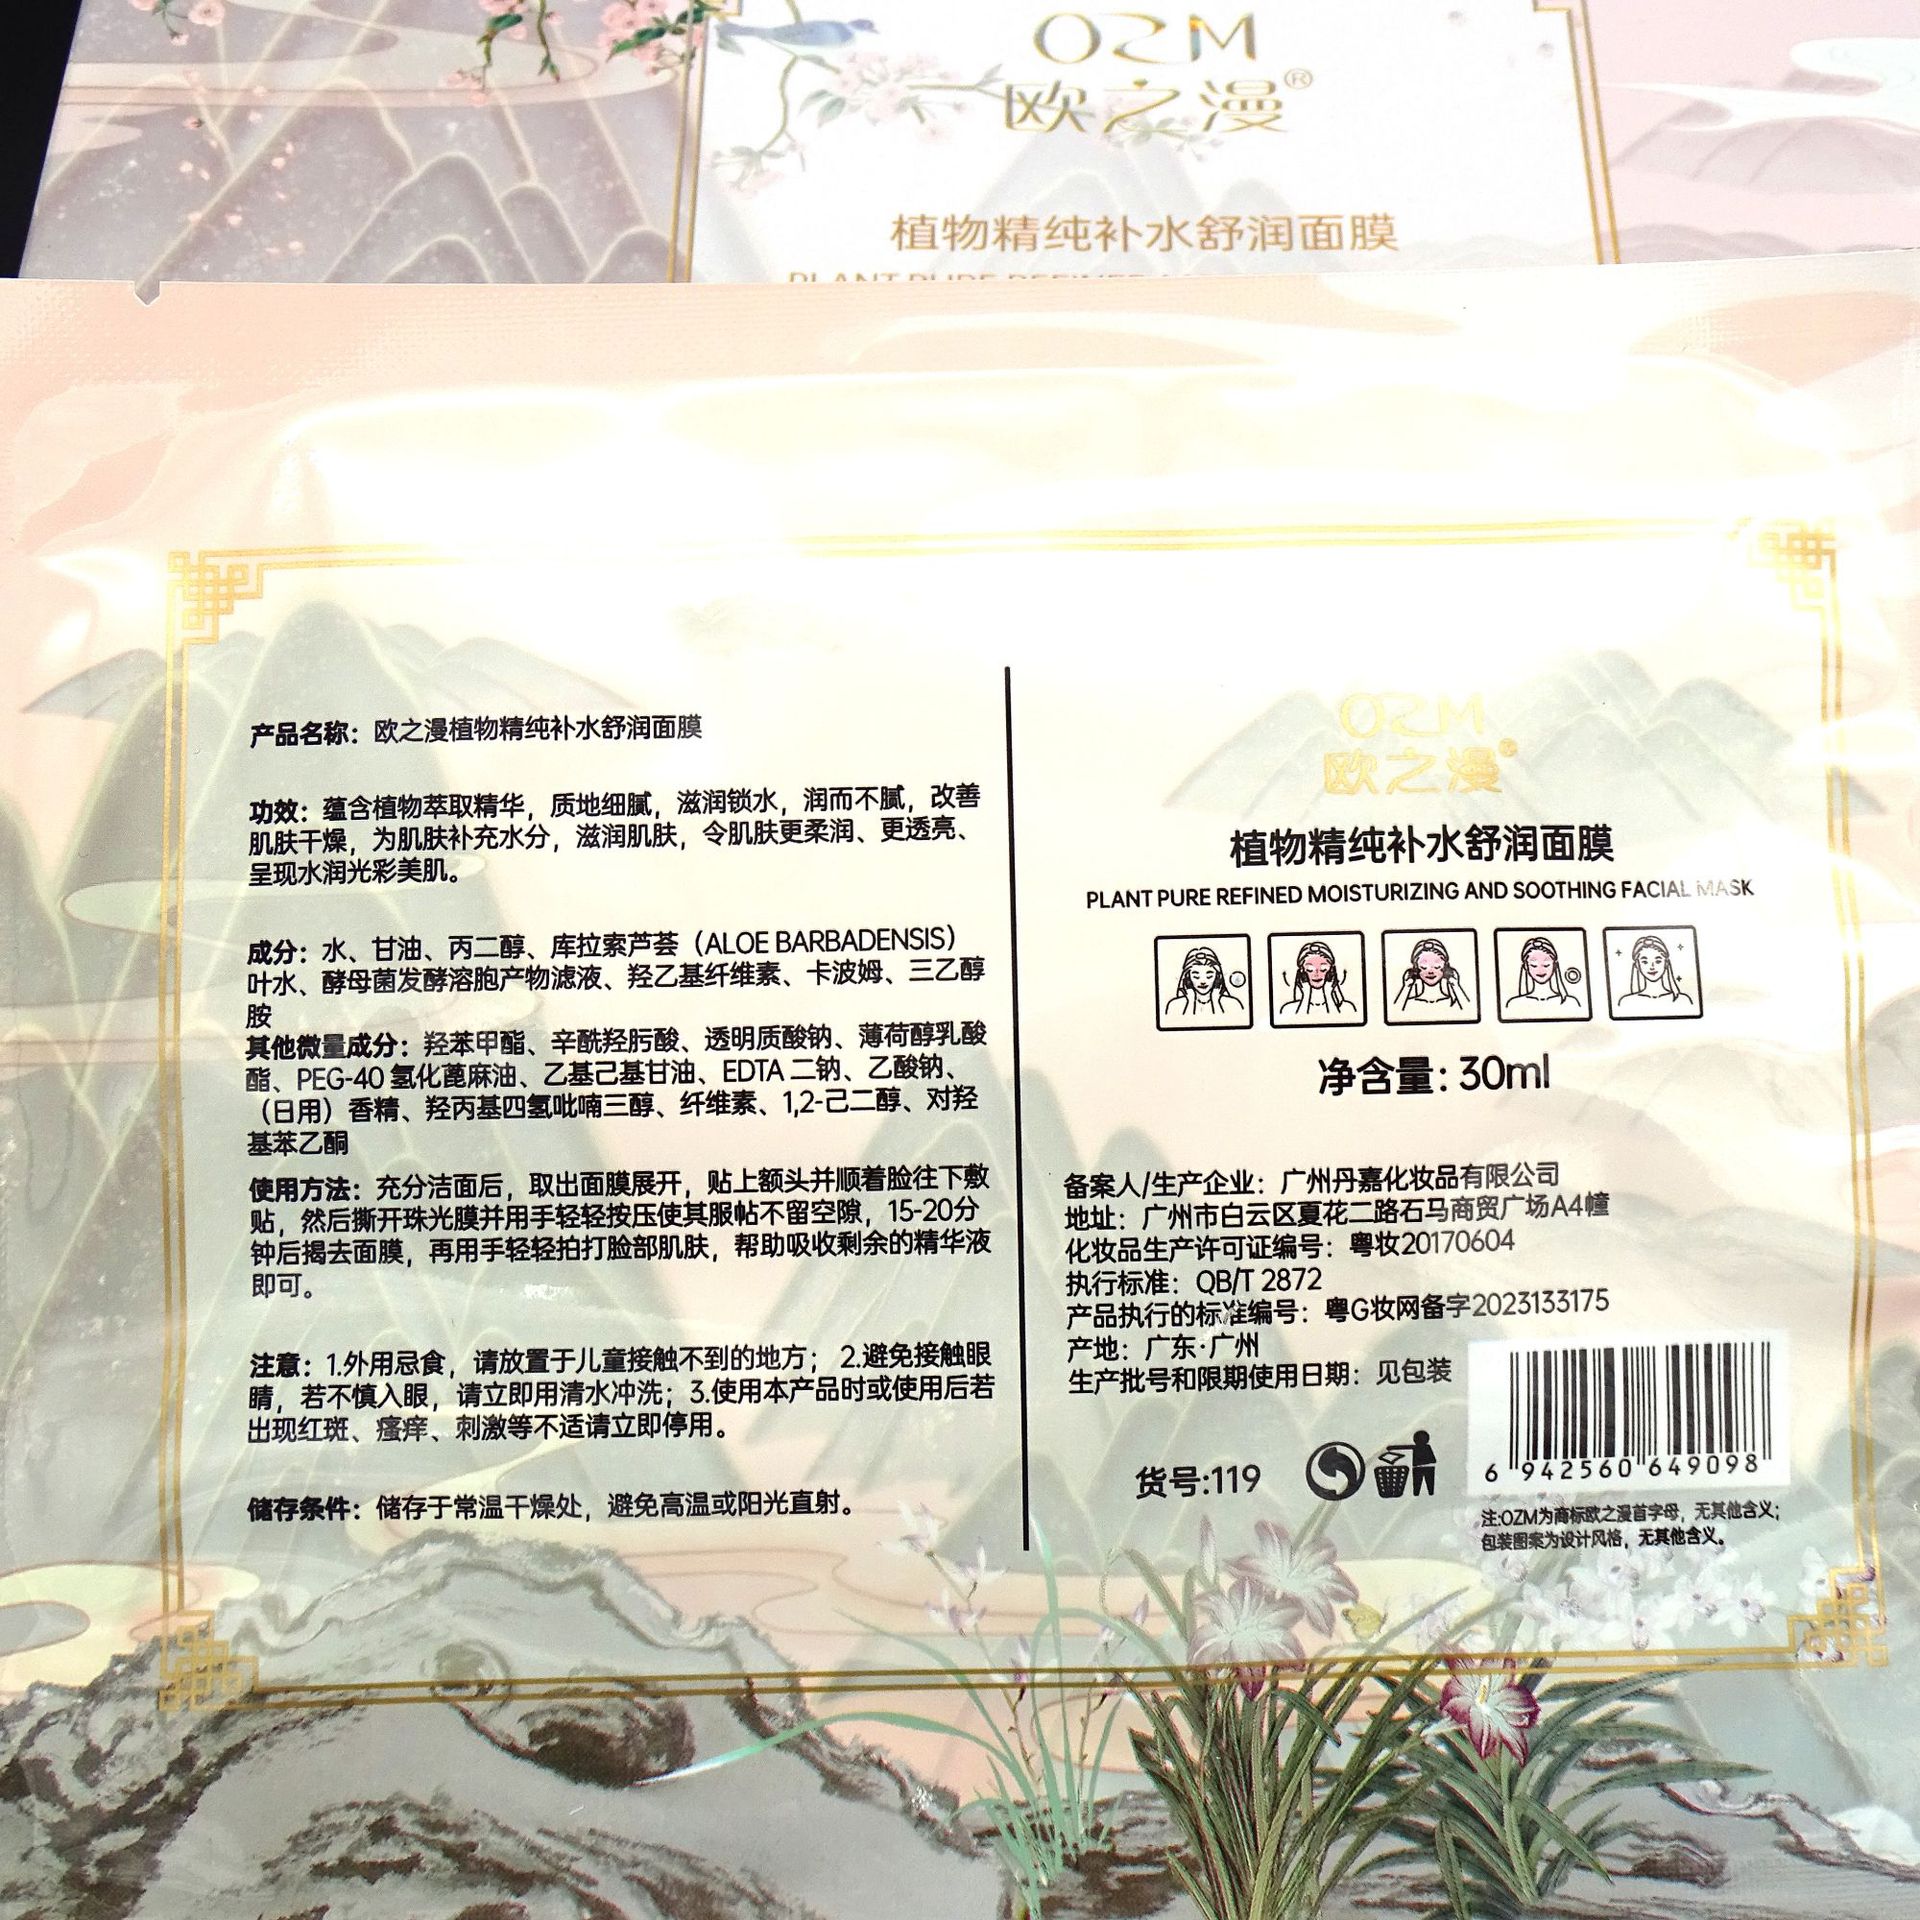 OZM
欧之漫®
植物精纯补水舒润面膜
产品名称：欧之漫植物精纯补水舒润面膜
功效：蕴含植物萃取精华，质地细腻，滋润锁水，润而不腻，改善
肌肤干燥，为肌肤补充水分，滋润肌肤，令肌肤更柔润、更透亮、
呈现水润光彩美肌。
成分：水、甘油、丙二醇、库拉索芦荟（ALOE BARBADENSIS）
叶水、酵母菌发酵溶胞产物滤液、羟乙基纤维素、卡波姆、三乙醇
胺
其他微量成分：羟苯甲酯、辛酰羟肟酸、透明质酸钠、薄荷醇乳酸
酯、PEG-40 氢化蓖麻油、乙基己基甘油、EDTA 二钠、乙酸钠、
（日用）香精、羟丙基四氢吡喃三醇、纤维素、1,2-己二醇、对羟
基苯乙酮
使用方法：充分洁面后，取出面膜展开，贴上额头并顺着脸往下敷
贴，然后撕开珠光膜并用手轻轻按压使其服帖不留空隙，15-20分
钟后揭去面膜，再用手轻轻拍打脸部肌肤，帮助吸收剩余的精华液
即可。
注意：1.外用忌食，请放置于儿童接触不到的地方；2.避免接触眼
睛，若不慎入眼，请立即用清水冲洗；3.使用本产品时或使用后若
出现红斑、瘙痒、刺激等不适请立即停用。
储存条件：储存于常温干燥处，避免高温或阳光直射。
OZM
欧之漫®
植物精纯补水舒润面膜
PLANT PURE REFINED MOISTURIZING AND SOOTHING FACIAL MASK
净含量：30ml
备案人/生产企业：广州丹嘉化妆品有限公司
地址：广州市白云区夏花二路石马商贸广场A4幢
化妆品生产许可证编号：粤妆20170604
执行标准：QB/T 2872
产品执行的标准编号：粤G妆网备字2023133175
产地：广东·广州
生产批号和限期使用日期：见包装
货号:119
6 942560 649098
注:OZM为商标欧之漫首字母，无其他含义；
包装图案为设计风格，无其他含义。